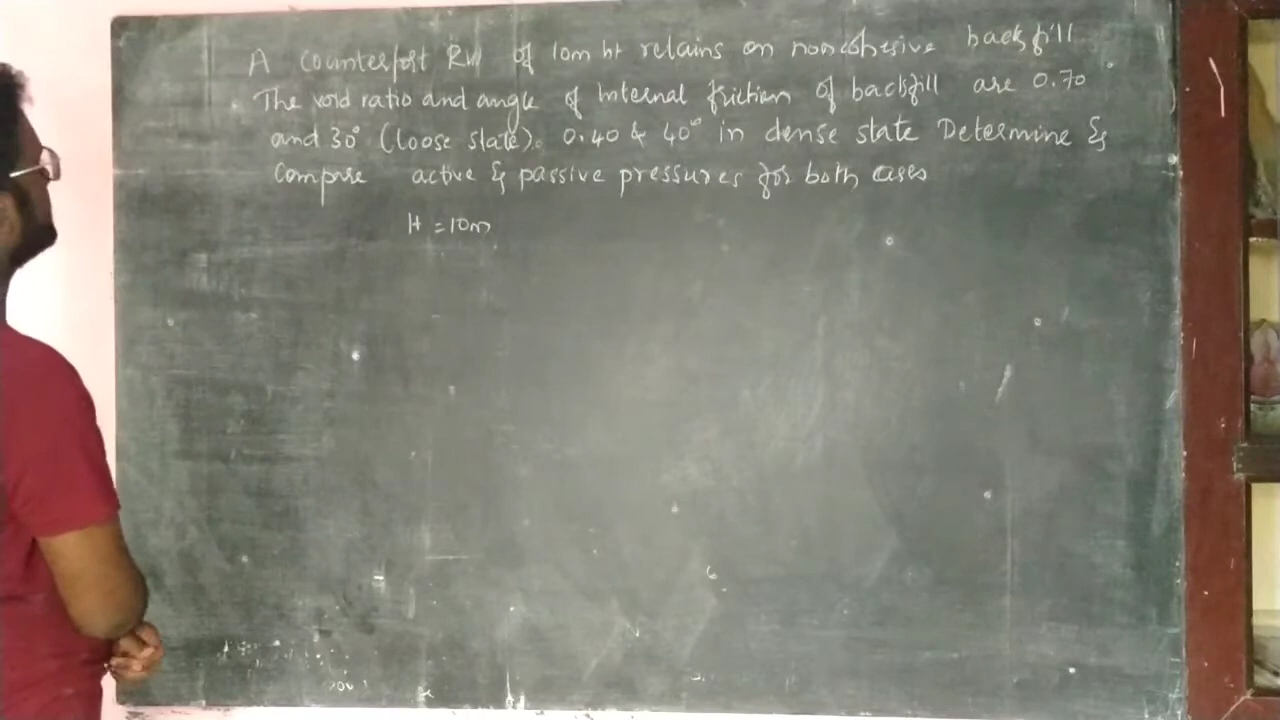 A Counterfort RW of 10m ht retains an noncohesive backfill.
The void ratio and angle of internal friction of backfill are 0.70
and 30° (Loose state). 0.40 & 40° in dense state Determine &
Compare active & passive pressures for both cases
H = 10m